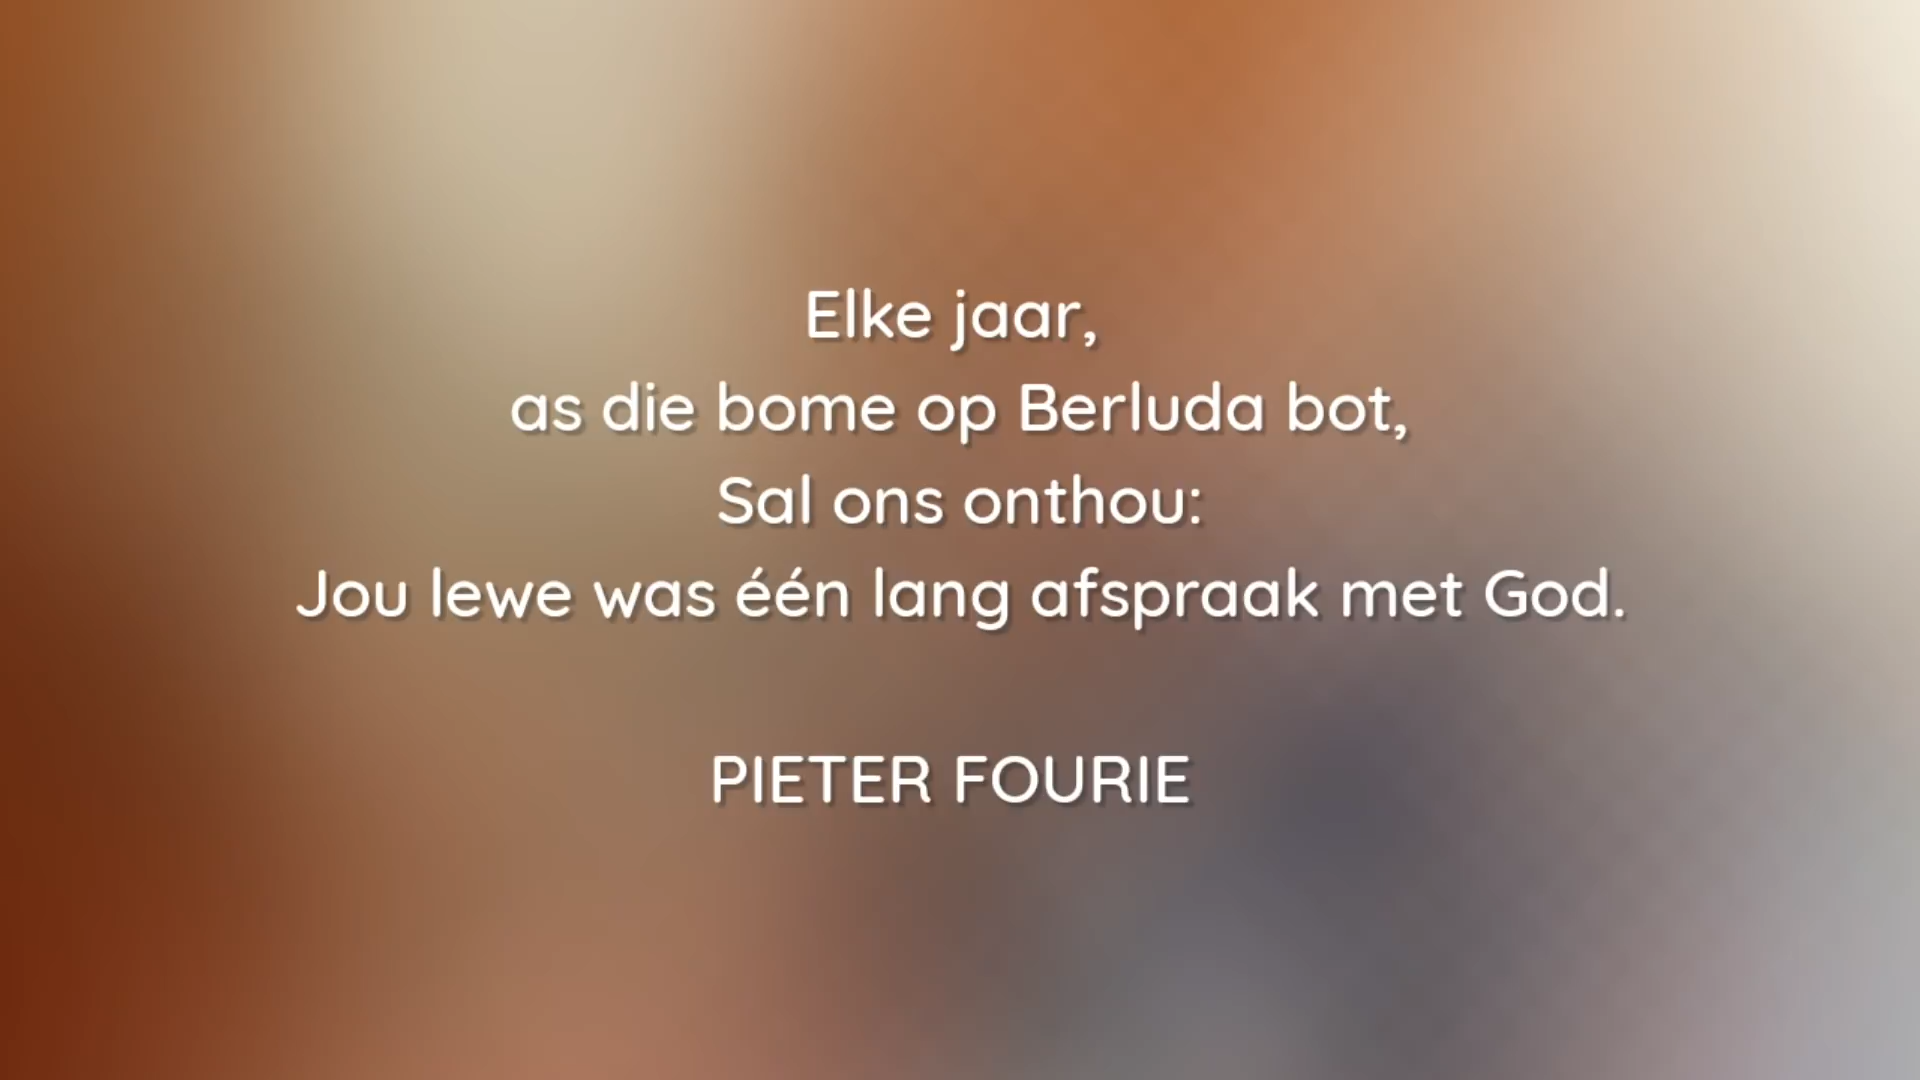 Elke jaar,
as die bome op Berluda bot,
Sal ons onthou:
Jou lewe was één lang afspraak met God.
PIETER FOURIE